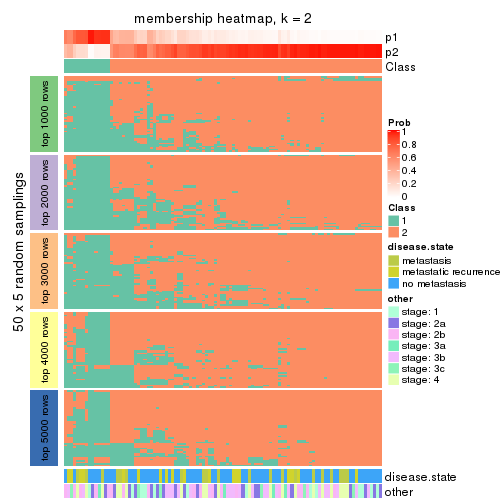 membership heatmap, k = 2
p1
p2
Class
50 x 5 random samplings
top 1000 rows
top 2000 rows
top 3000 rows
top 4000 rows
top 5000 rows
disease.state
other
Prob
1
0.8
0.6
0.4
0.2
0
Class
1
2
disease.state
metastasis
metastatic recurrence
no metastasis
other
stage: 1
stage: 2a
stage: 2b
stage: 3a
stage: 3b
stage: 3c
stage: 4